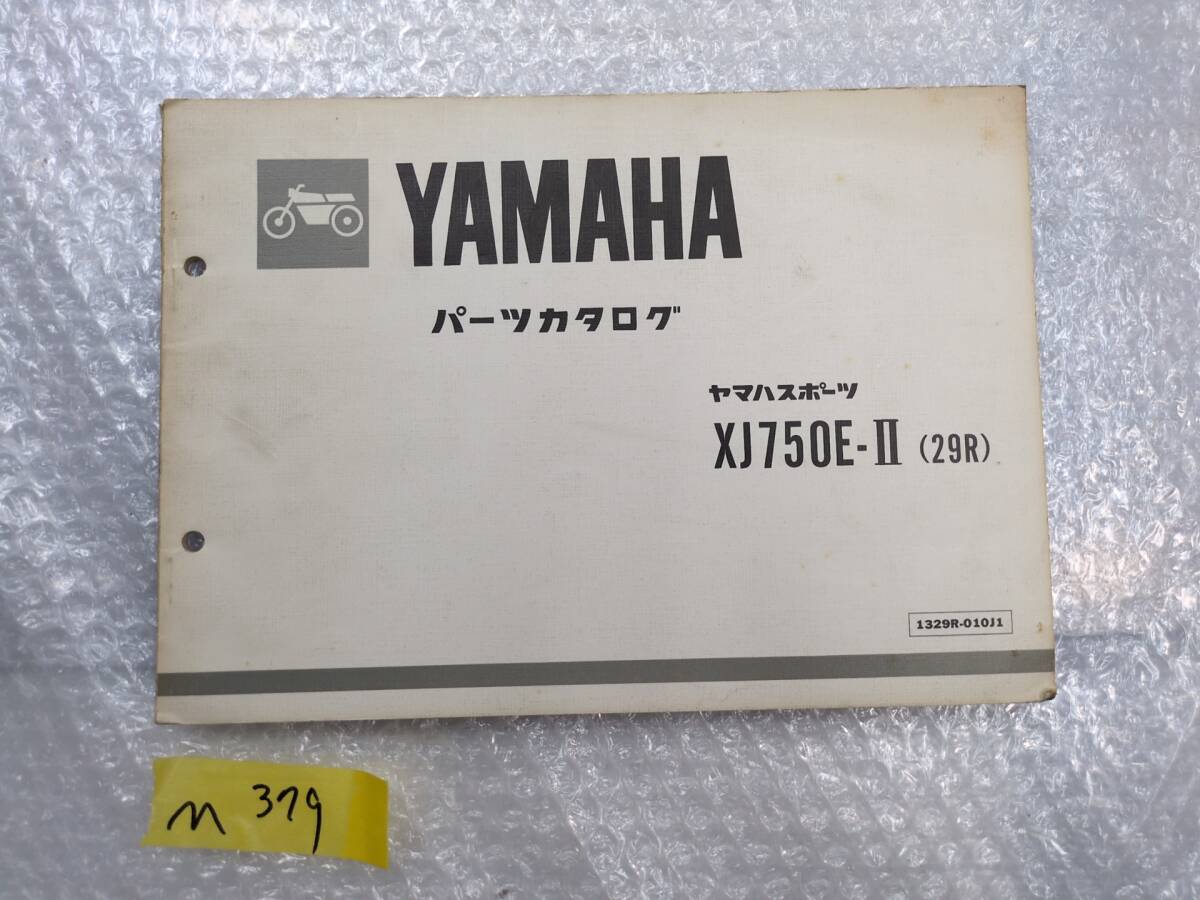 YAMAHA
パーツカタログ
ヤマハスポーツ
XJ750E-II (29R)
1329R-010J1
M 379